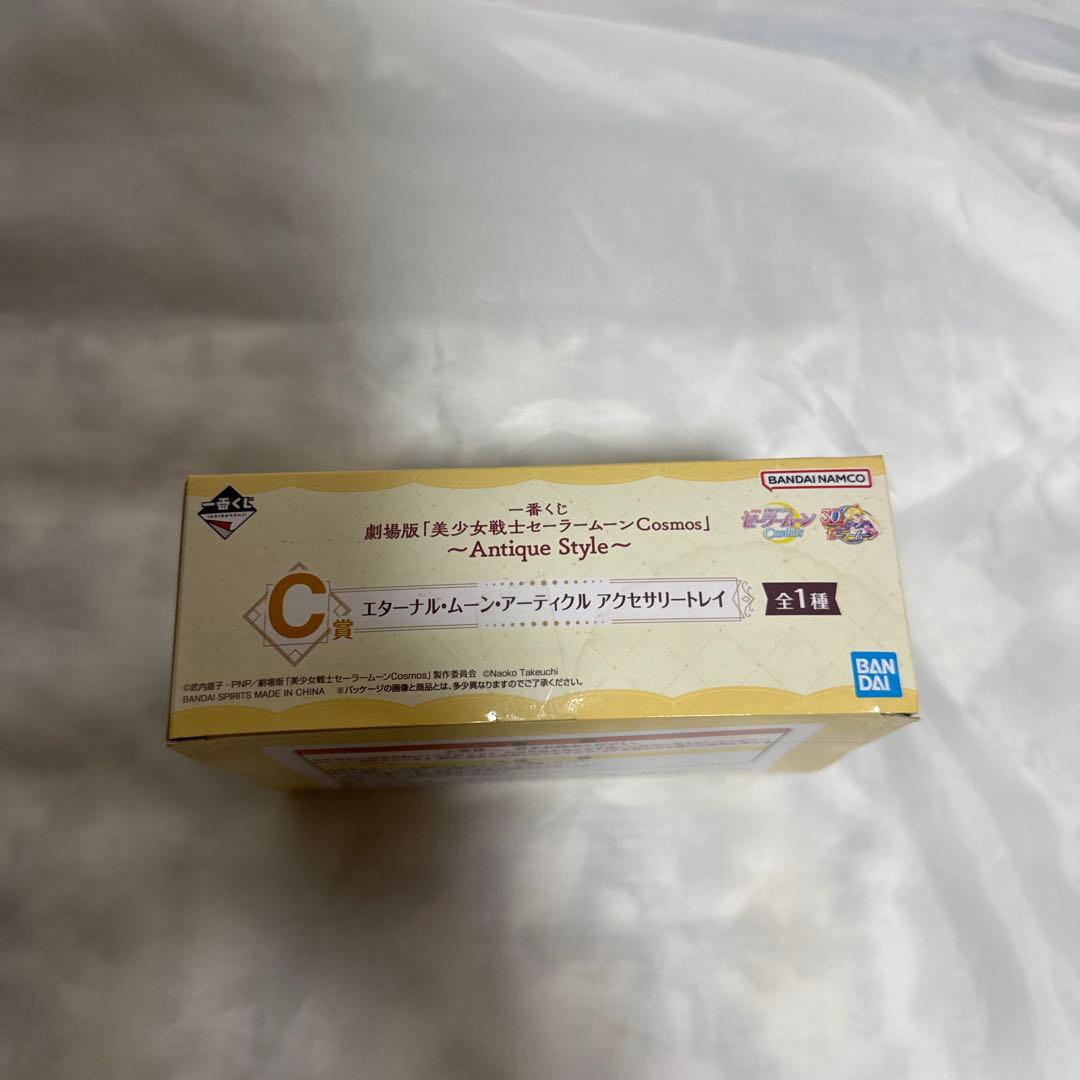 一番くじ
ichibankuji
一番くじ
劇場版「美少女戦士セーラームーンCosmos」
～Antique Style～
BANDAI NAMCO
セーラームーン
Cosmos
30th
セーラームーン
C賞
エターナル・ムーン・アーティクル アクセサリートレイ
全1種
©武内直子・PNP/劇場版「美少女戦士セーラームーンCosmos」製作委員会 ©Naoko Takeuchi
BANDAI SPIRITS MADE IN CHINA ※パッケージの画像と商品とは、多少異なりますのでご了承ください。
BAN
DAI